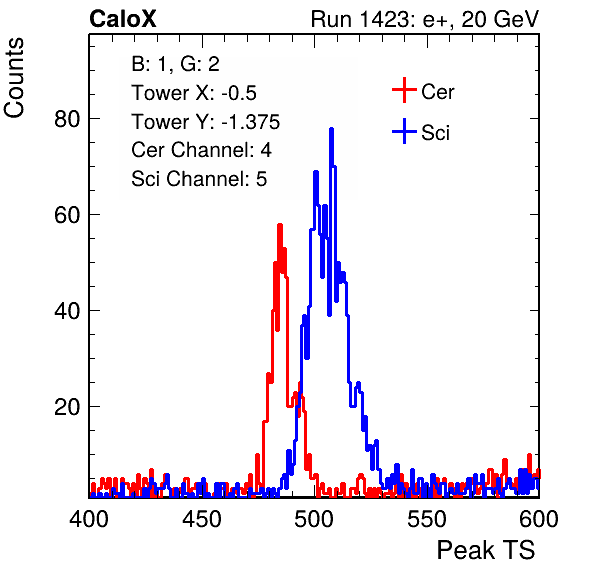 CaloX Run 1423: e+, 20 GeV
Counts
B: 1, G: 2
Tower X: -0.5
Tower Y: -1.375
Cer Channel: 4
Sci Channel: 5
Cer
Sci
80
60
40
20
400 450 500 550 600
Peak TS